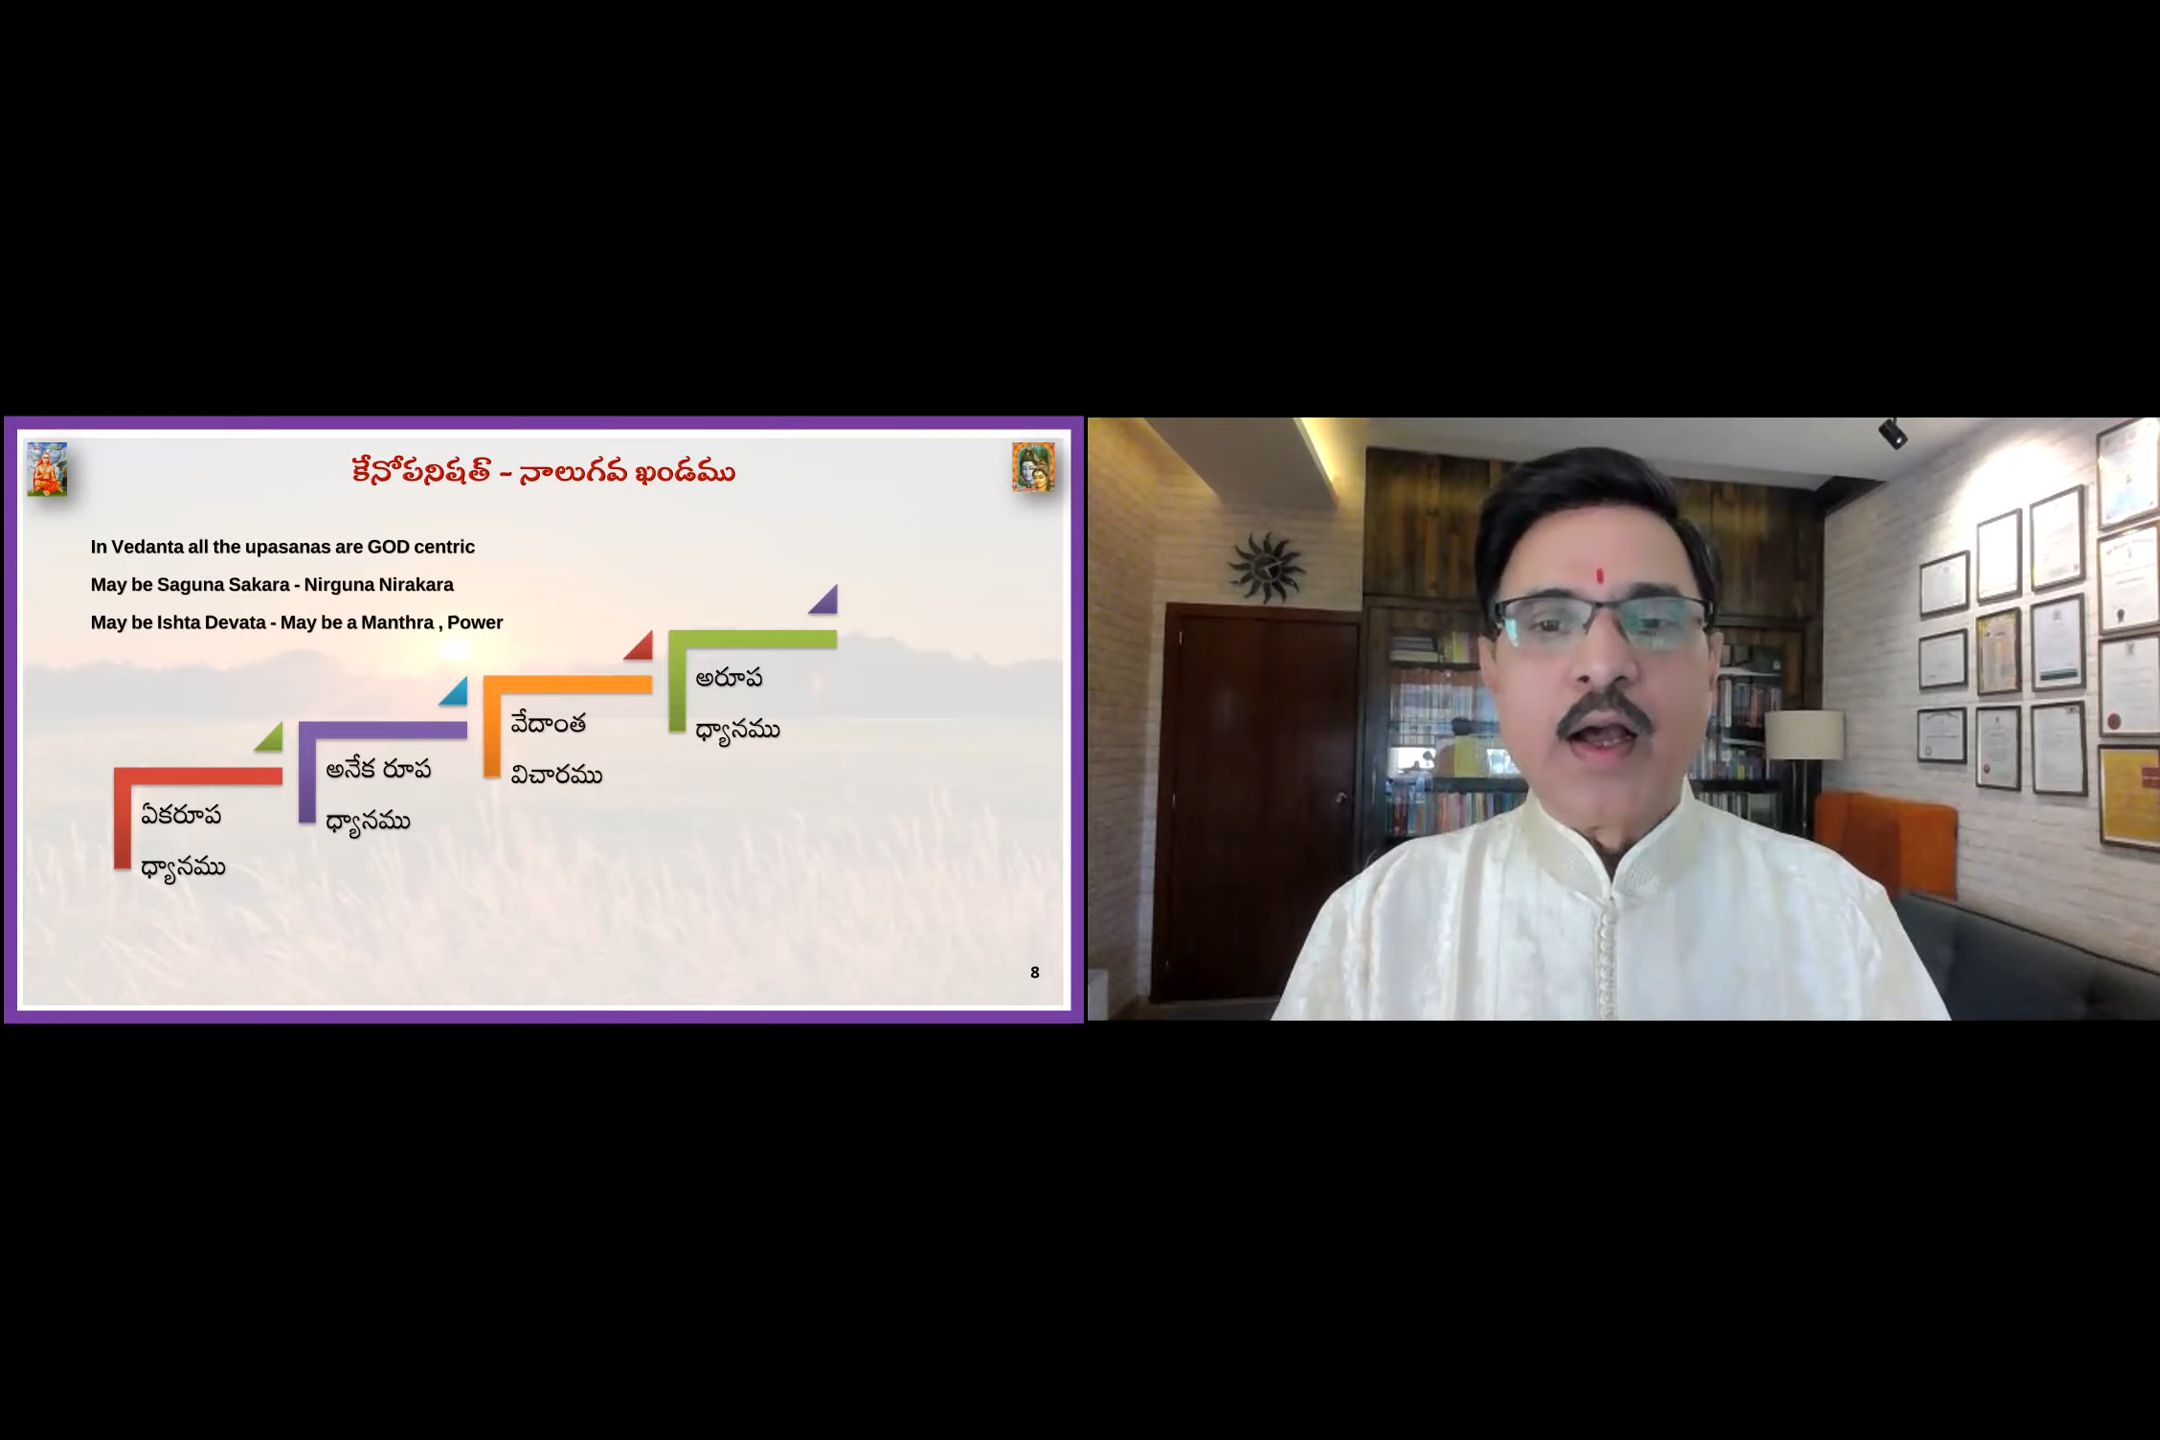 కేనోపనిషత్ - నాలుగవ ఖండము
In Vedanta all the upasanas are GOD centric
May be Saguna Sakara - Nirguna Nirakara
May be Ishta Devata - May be a Manthra , Power
ఏకరూప
ధ్యానము
అనేక రూప
ధ్యానము
వేదాంత
విచారము
అరూప
ధ్యానము
8